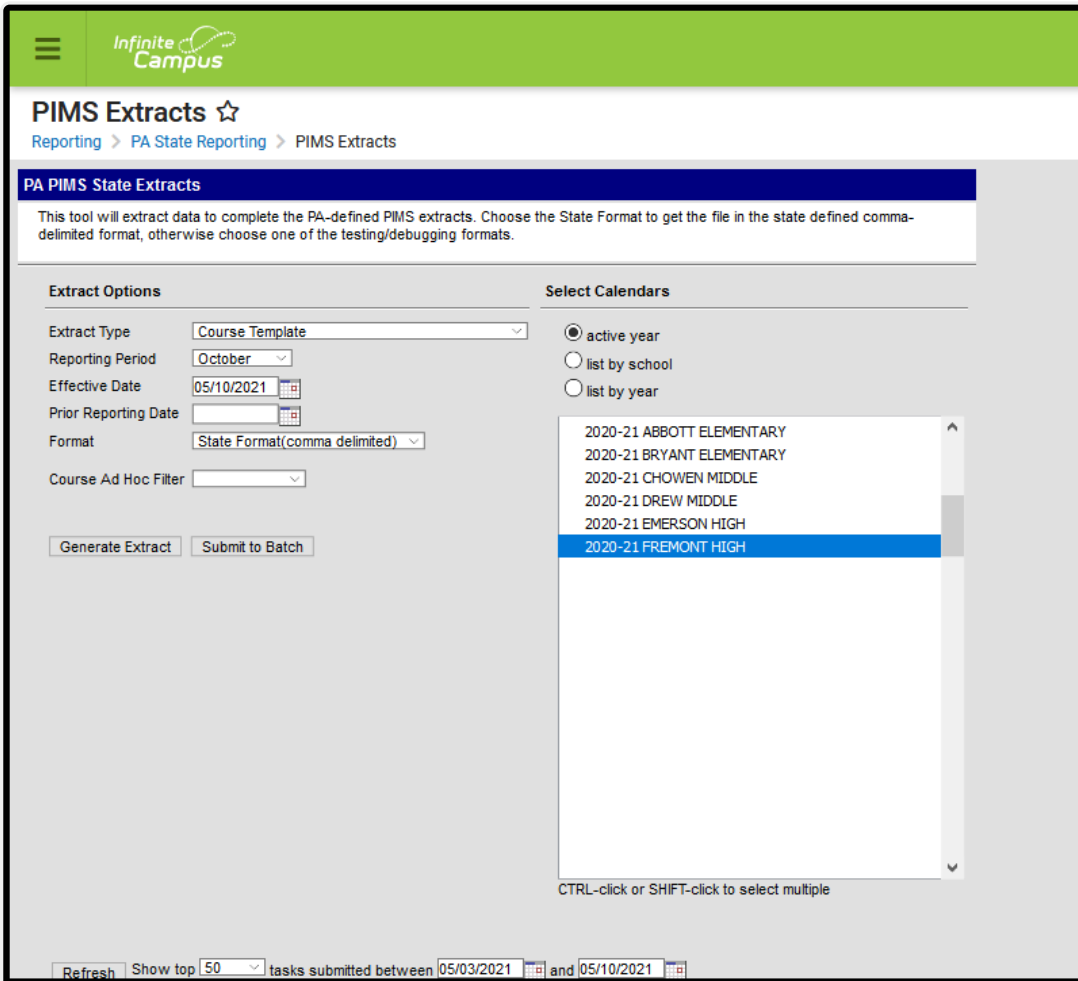 Infinite Campus
PIMS Extracts
Reporting > PA State Reporting > PIMS Extracts
PA PIMS State Extracts
This tool will extract data to complete the PA-defined PIMS extracts. Choose the State Format to get the file in the state defined comma-
delimited format, otherwise choose one of the testing/debugging formats.
Extract Options
Extract Type Course Template
Reporting Period October
Effective Date 05/10/2021
Prior Reporting Date
Format State Format(comma delimited)
Course Ad Hoc Filter
Generate Extract Submit to Batch
Select Calendars
active year
list by school
list by year
2020-21 ABBOTT ELEMENTARY
2020-21 BRYANT ELEMENTARY
2020-21 CHOWEN MIDDLE
2020-21 DREW MIDDLE
2020-21 EMERSON HIGH
2020-21 FREMONT HIGH
CTRL-click or SHIFT-click to select multiple
Refresh Show top 50 tasks submitted between 05/03/2021 and 05/10/2021